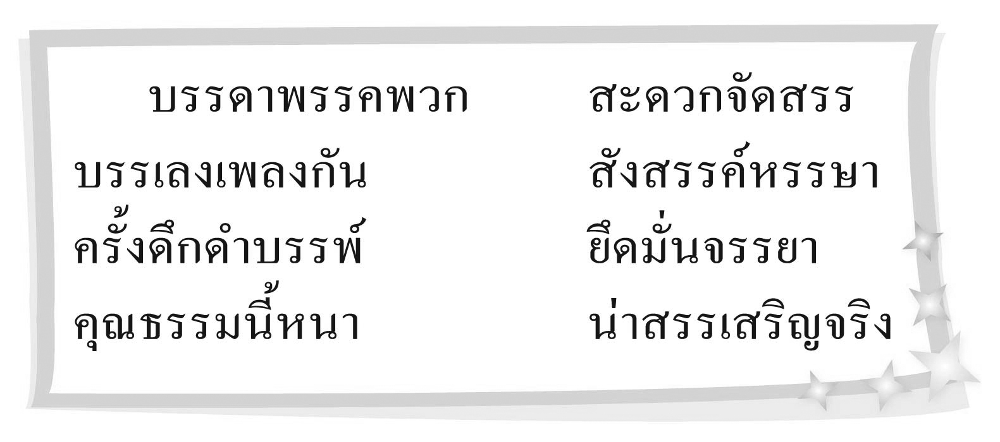 บรรดาพรรคพวก สะดวกจัดสรร
บรรเลงเพลงกัน สังสรรค์หรรษา
ครั้งดึกดำบรรพ์ ยึดมั่นจรรยา
คุณธรรมนี้หนา น่าสรรเสริญจริง